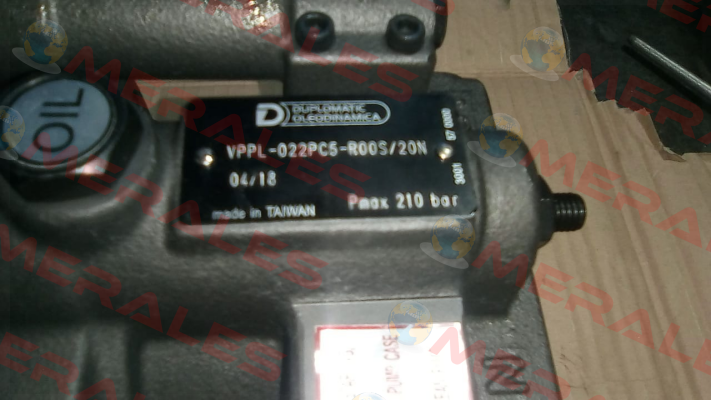 OIL
D DUPLOMATIC
OLEODINAMICA
VPPL-022PC5-R00S/20N
04/18
made in TAIWAN Pmax 210 bar
3001 57 0000
PUMP CASE
N
MERALES
MERALES
MERALES
MERALES
MERALES